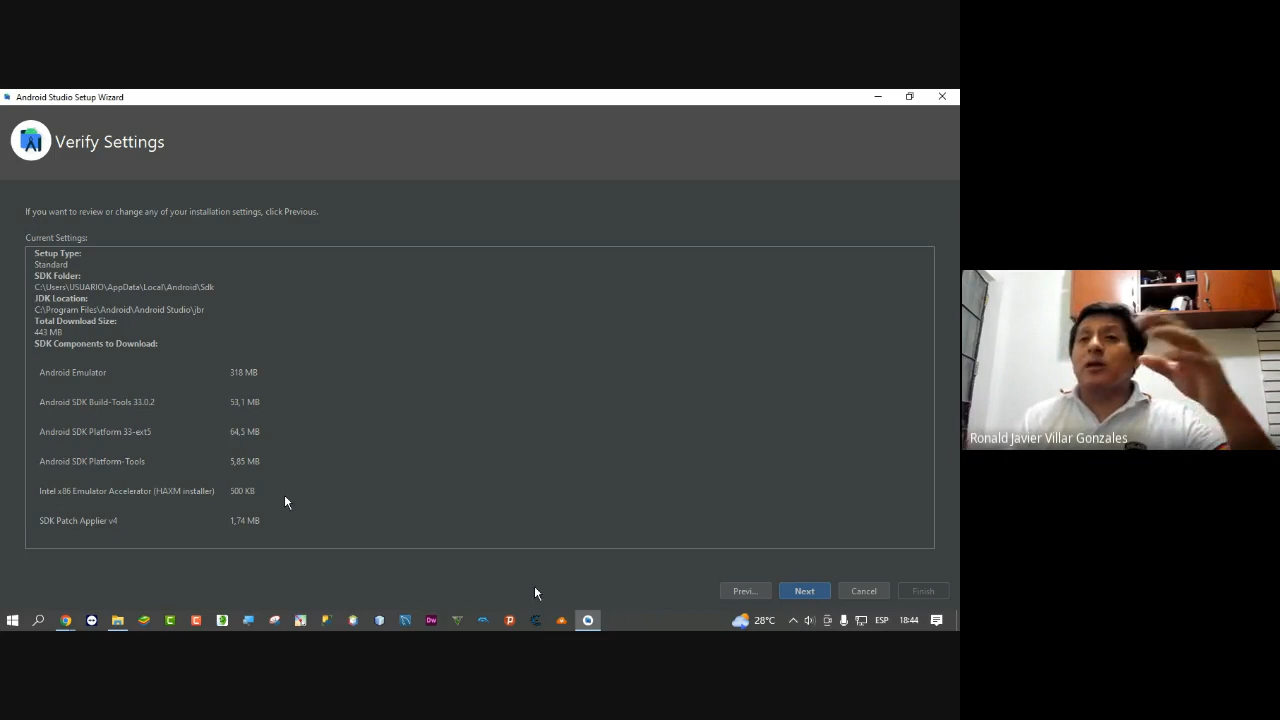 Android Studio Setup Wizard
Verify Settings
If you want to review or change any of your installation settings, click Previous.
Current Settings:
Setup Type:
Standard
SDK Folder:
C:\Users\USUARIO\AppData\Local\Android\Sdk
JDK Location:
C:\Program Files\Android\Android Studio\jbr
Total Download Size:
443 MB
SDK Components to Download:
Android Emulator 318 MB
Android SDK Build-Tools 33.0.2 53,1 MB
Android SDK Platform 33-ext5 64,5 MB
Android SDK Platform-Tools 5,85 MB
Intel x86 Emulator Accelerator (HAXM installer) 500 KB
SDK Patch Applier v4 1,74 MB
Previ... Next Cancel Finish
28°C ESP 18:44
Ronald Javier Villar Gonzales